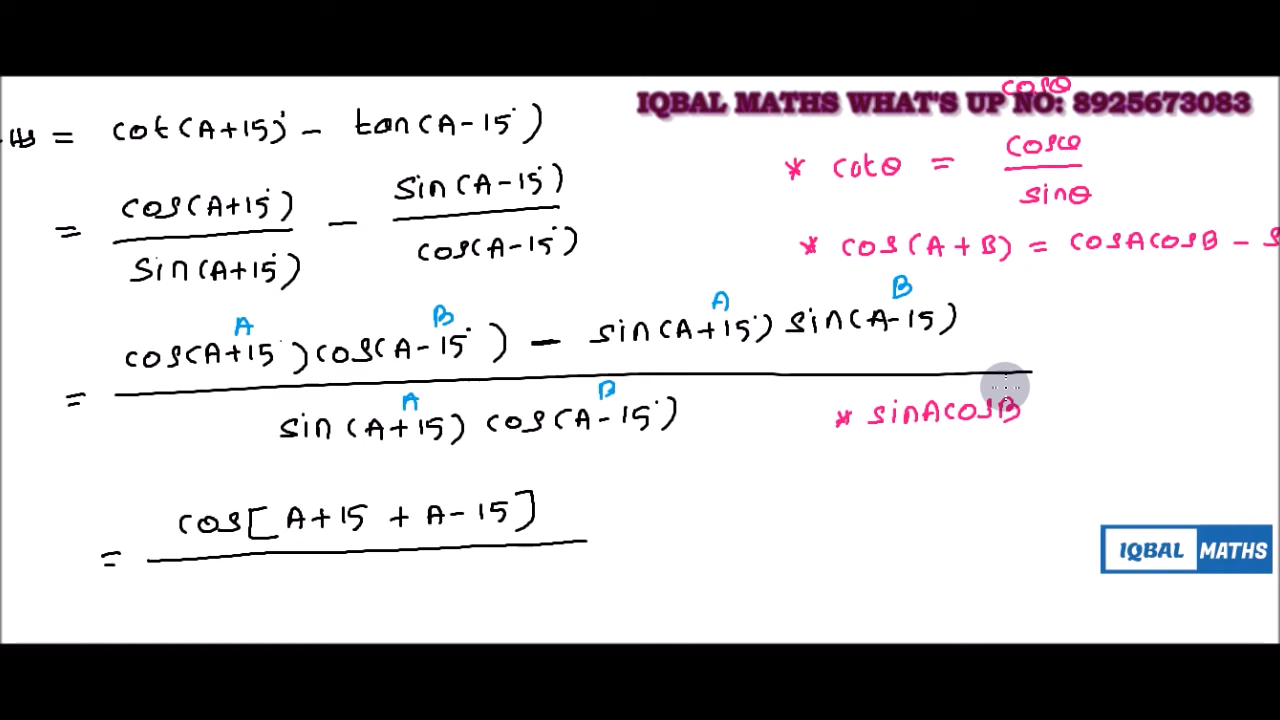 cosθ
IQBAL MATHS WHAT'S UP NO: 8925673083
= cot(A+15°) - tan(A-15°)
* cotθ = cosθ / sinθ
= cos(A+15°) / sin(A+15°) - sin(A-15°) / cos(A-15°)
* cos(A+B) = cosAcosB -
A B A B
= cos(A+15°)cos(A-15°) - sin(A+15°)sin(A-15°)
A B
sin(A+15)cos(A-15°)
* sinAcosB
= cos[A+15 + A-15]
IQBAL MATHS